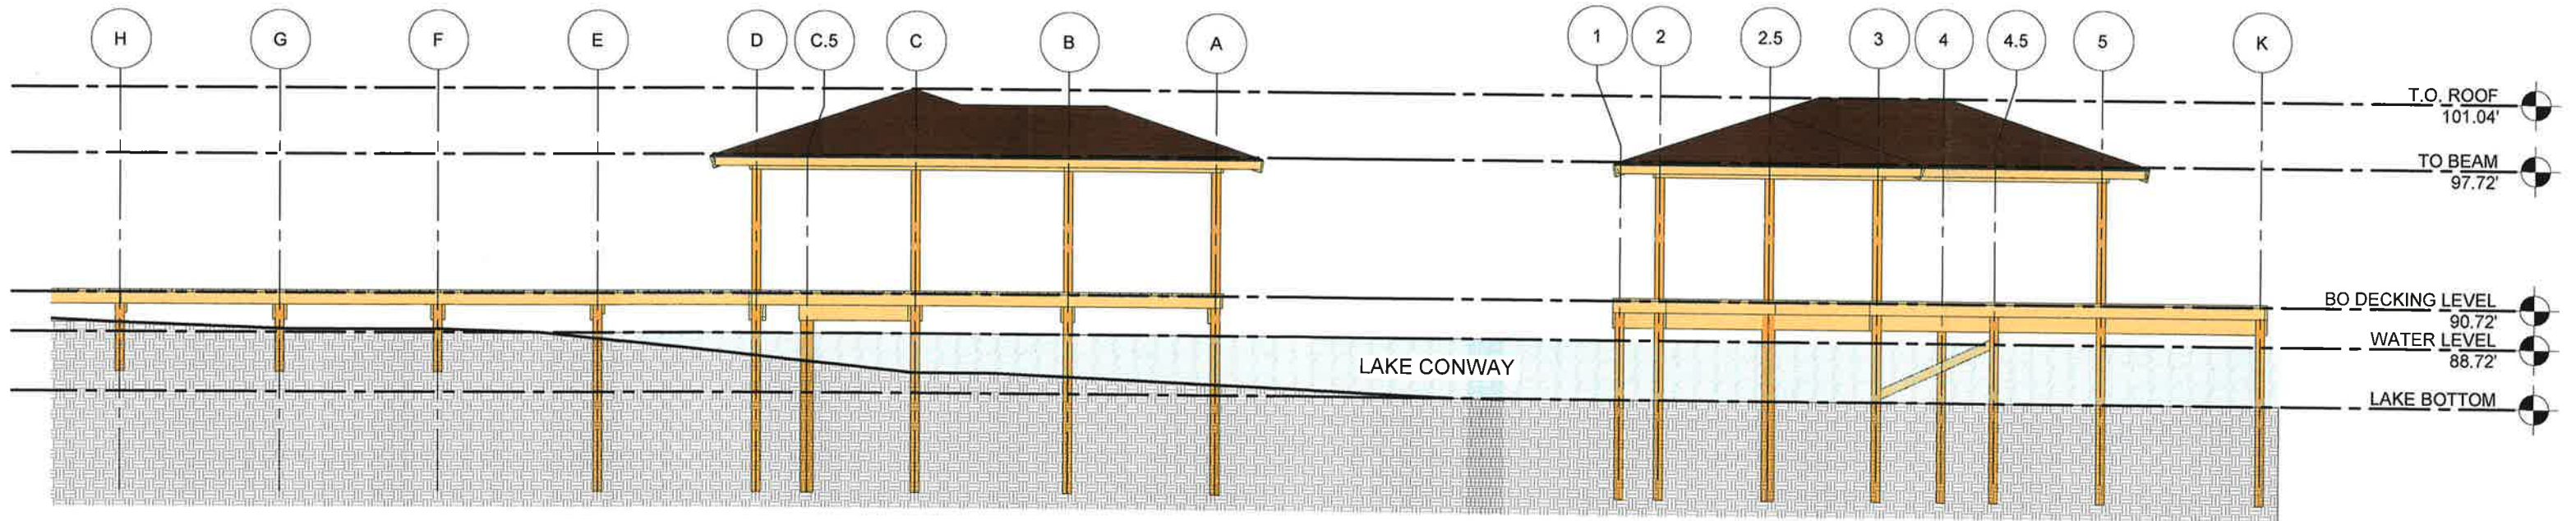 H G F E D C.5 C B A 1 2 2.5 3 4 4.5 5 K
T.O. ROOF
101.04'
TO BEAM
97.72'
BO DECKING LEVEL
90.72'
WATER LEVEL
88.72'
LAKE CONWAY
LAKE BOTTOM